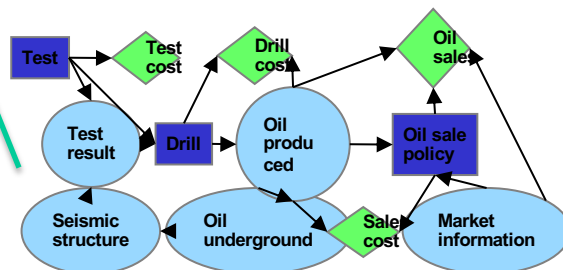 Test
Test
cost
Drill
cost
Oil
sales
Test
result
Drill
Oil
produ
ced
Oil sale
policy
Seismic
structure
Oil
underground
Sale
cost
Market
information